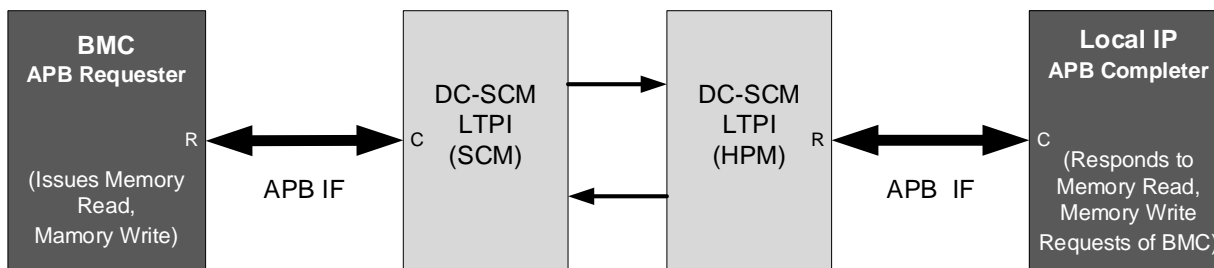 BMC
APB Requester
R
(Issues Memory
Read,
Mamory Write)
APB IF
DC-SCM
LTPI
(SCM)
C
DC-SCM
LTPI
(HPM)
R
APB IF
Local IP
APB Completer
C
(Responds to
Memory Read,
Memory Write
Requests of BMC)